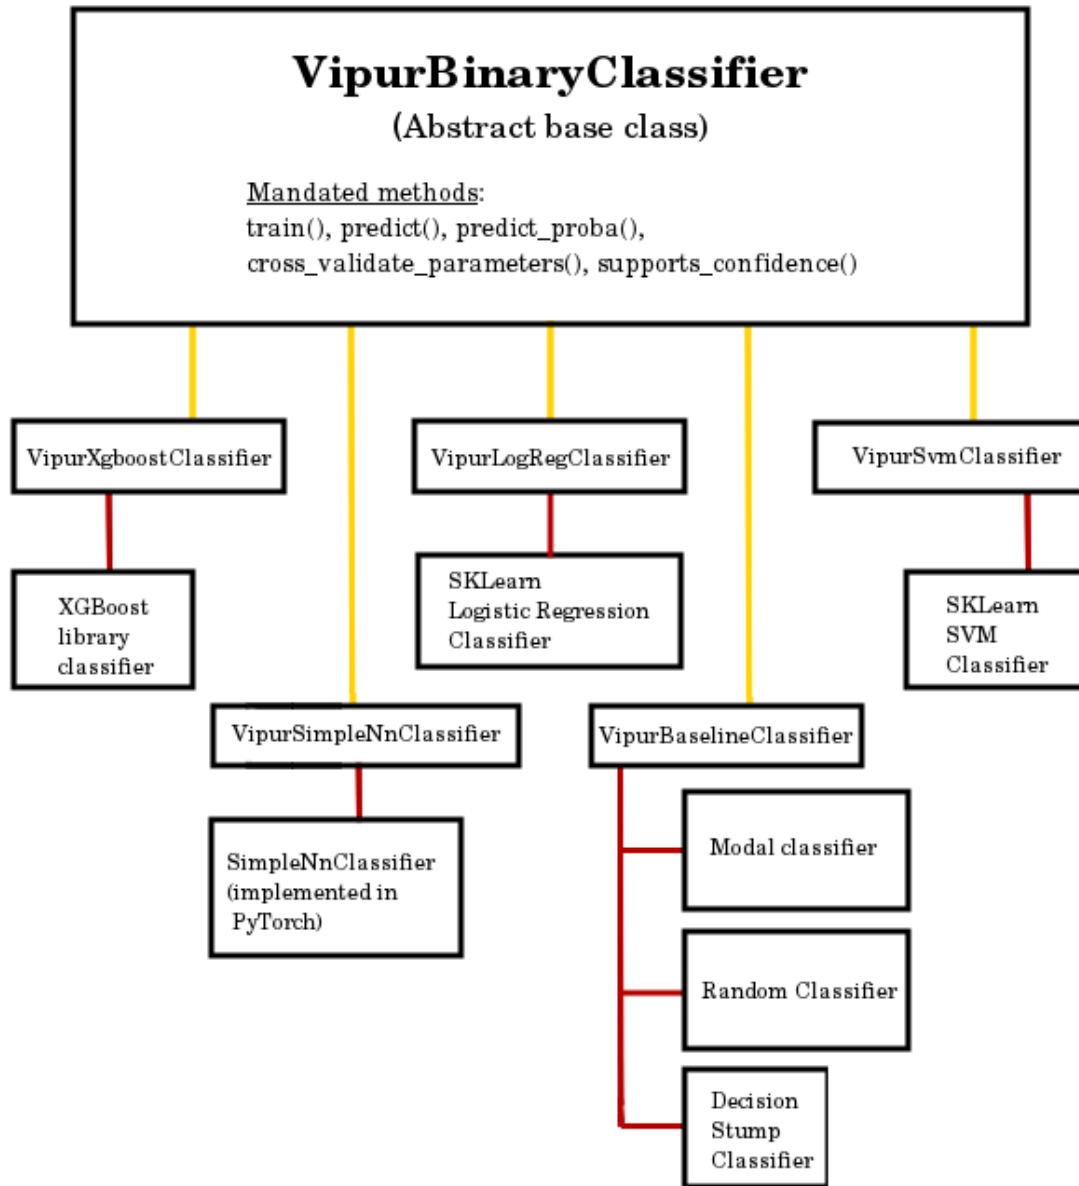 VipurBinaryClassifier
(Abstract base class)
Mandated methods:
train(), predict(), predict_proba(),
cross_validate_parameters(), supports_confidence()
VipurXgboostClassifier
VipurLogRegClassifier
VipurSvmClassifier
XGBoost
library
classifier
SKLearn
Logistic Regression
Classifier
SKLearn
SVM
Classifier
VipurSimpleNnClassifier
VipurBaselineClassifier
SimpleNnClassifier
(implemented in
PyTorch)
Modal classifier
Random Classifier
Decision
Stump
Classifier